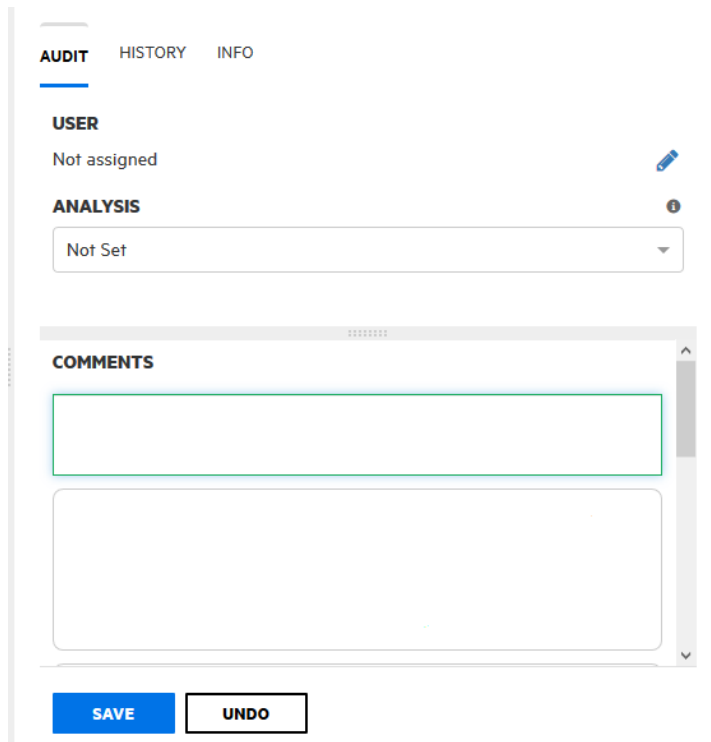 AUDIT HISTORY INFO
USER
Not assigned
ANALYSIS
Not Set
COMMENTS
SAVE UNDO